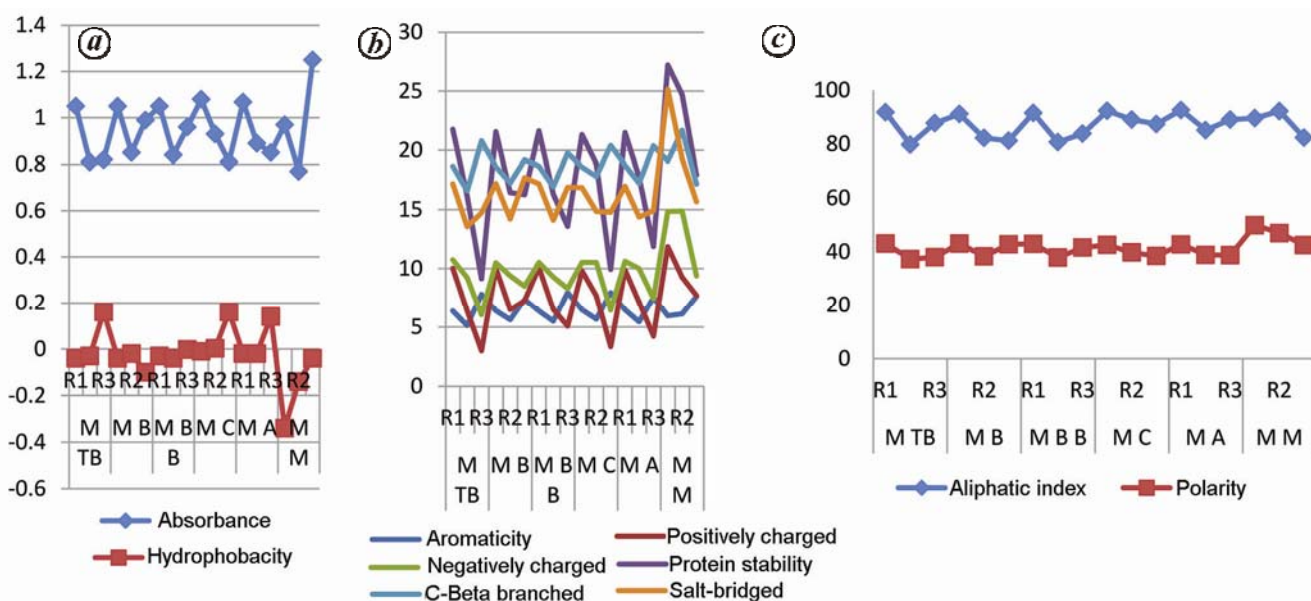 a
1.4
1.2
1
0.8
0.6
0.4
0.2
0
-0.2
-0.4
-0.6
R1 R3 R2 R1 R3 R2 R1 R3 R2
M M B M B M C M A M
TB B M
Absorbance
Hydrophobacity
b
30
25
20
15
10
5
0
R1 R3 R2 R1 R3 R2 R1 R3 R2
M M B M B M C M A M
TB B M
Aromaticity Positively charged
Negatively charged Protein stability
C-Beta branched Salt-bridged
c
100
80
60
40
20
0
R1 R3 R2 R1 R3 R2 R1 R3 R2
M TB M B M B B M C M A M M
Aliphatic index Polarity